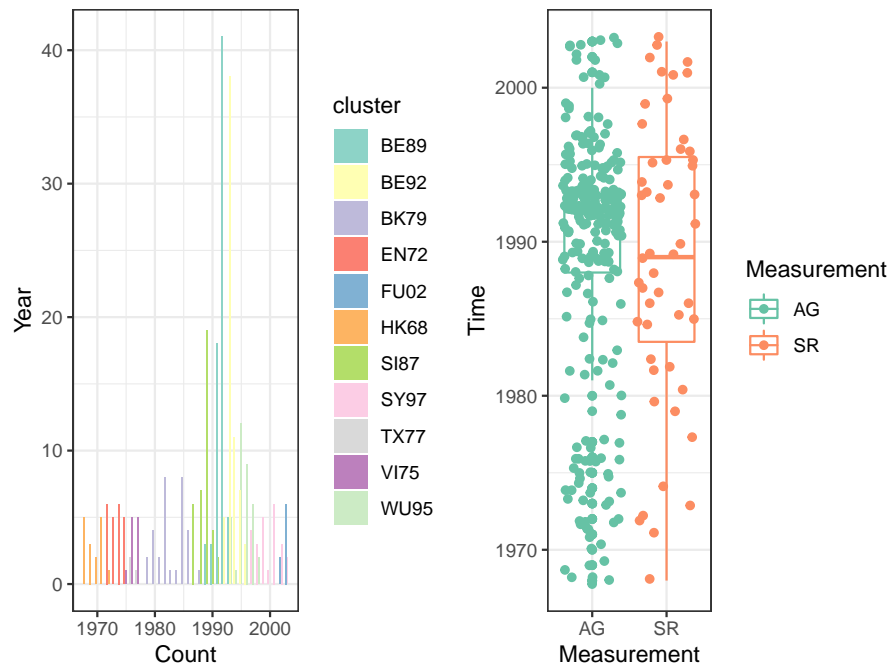 40
30
20
10
0
Year
1970 1980 1990 2000
Count
cluster
BE89
BE92
BK79
EN72
FU02
HK68
SI87
SY97
TX77
VI75
WU95
2000
1990
1980
1970
Time
AG SR
Measurement
Measurement
AG
SR